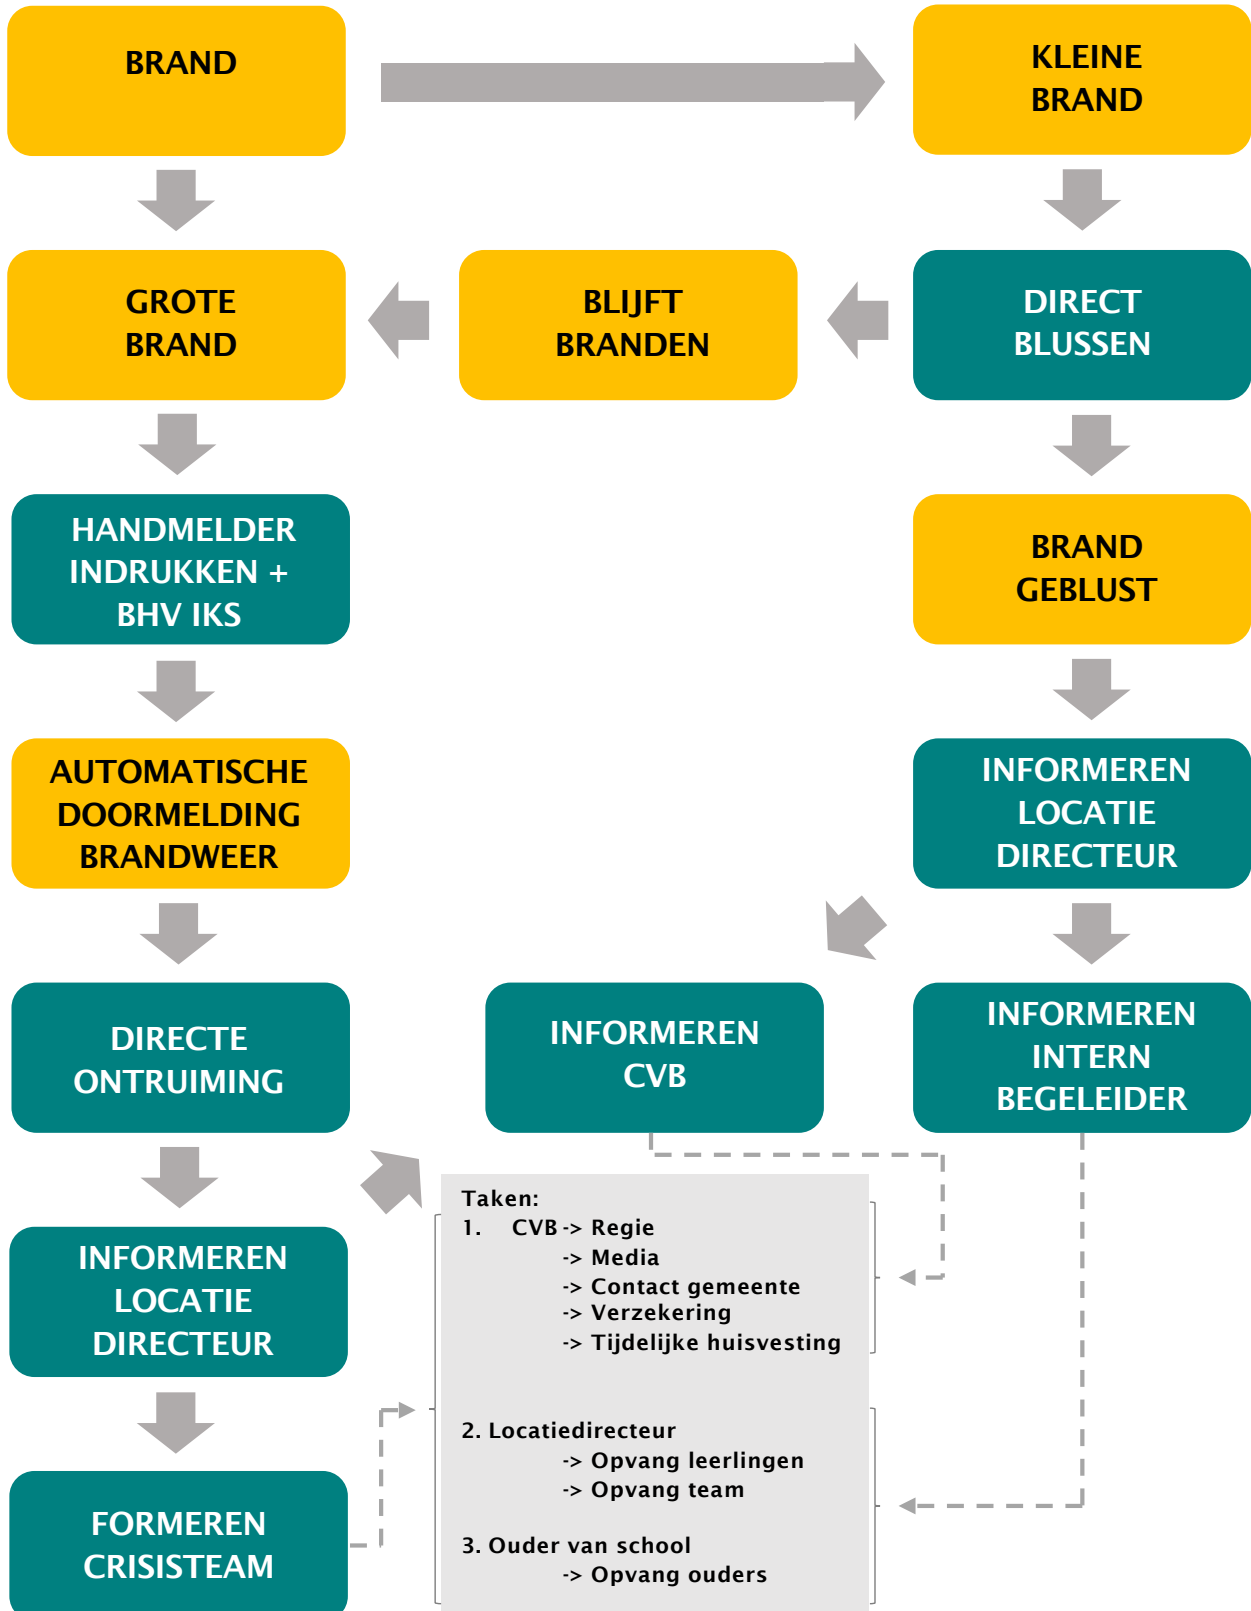 BRAND
KLEINE
BRAND
GROTE
BRAND
BLIJFT
BRANDEN
DIRECT
BLUSSEN
HANDMELDER
INDRUKKEN +
BHV IKS
BRAND
GEBLUST
AUTOMATISCHE
DOORMELDING
BRANDWEER
INFORMEREN
LOCATIE
DIRECTEUR
DIRECTE
ONTRUIMING
INFORMEREN
CVB
INFORMEREN
INTERN
BEGELEIDER
INFORMEREN
LOCATIE
DIRECTEUR
FORMEREN
CRISISTEAM
Taken:
1. CVB -> Regie
-> Media
-> Contact gemeente
-> Verzekering
-> Tijdelijke huisvesting
2. Locatiedirecteur
-> Opvang leerlingen
-> Opvang team
3. Ouder van school
-> Opvang ouders